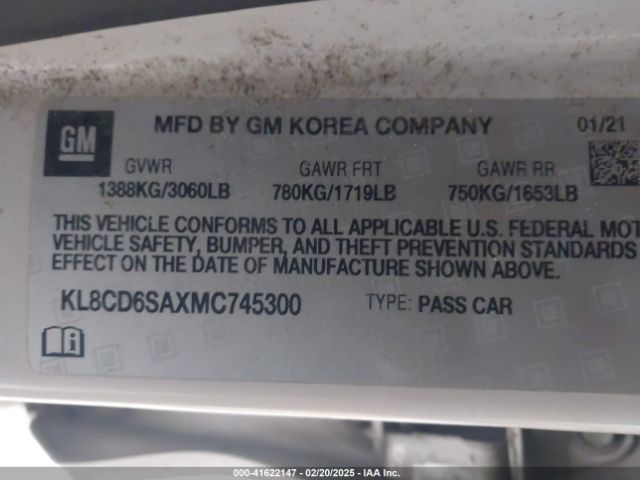 GM
MFD BY GM KOREA COMPANY 01/21
GVWR GAWR FRT GAWR RR
1388KG/3060LB 780KG/1719LB 750KG/1653LB
THIS VEHICLE CONFORMS TO ALL APPLICABLE U.S. FEDERAL MOT
VEHICLE SAFETY, BUMPER, AND THEFT PREVENTION STANDARDS
EFFECT ON THE DATE OF MANUFACTURE SHOWN ABOVE.
KL8CD6SAXMC745300 TYPE: PASS CAR
000-41622147 - 02/20/2025 - IAA Inc.